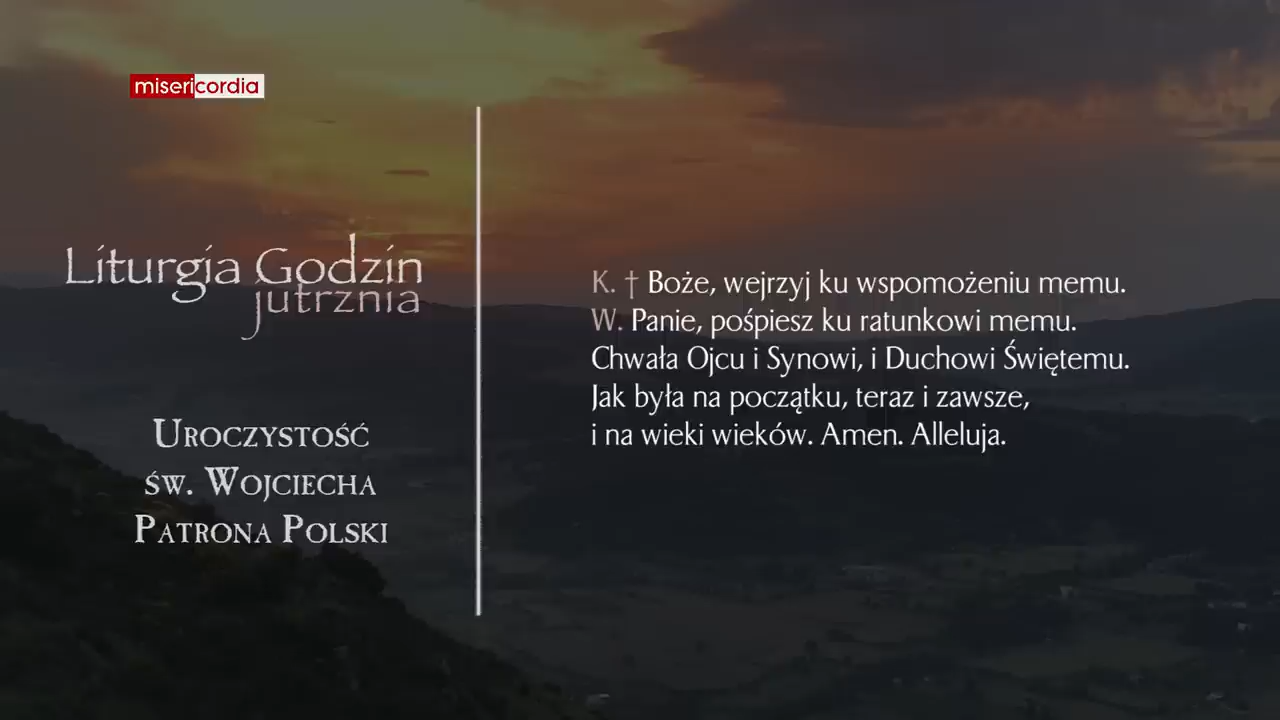 misericordia
Liturgia Godzin
jutrznia
Uroczystość
św. Wojciecha
Patrona Polski
K. † Boże, wejrzyj ku wspomożeniu memu.
W. Panie, pośpiesz ku ratunkowi memu.
Chwała Ojcu i Synowi, i Duchowi Świętemu.
Jak była na początku, teraz i zawsze,
i na wieki wieków. Amen. Alleluja.